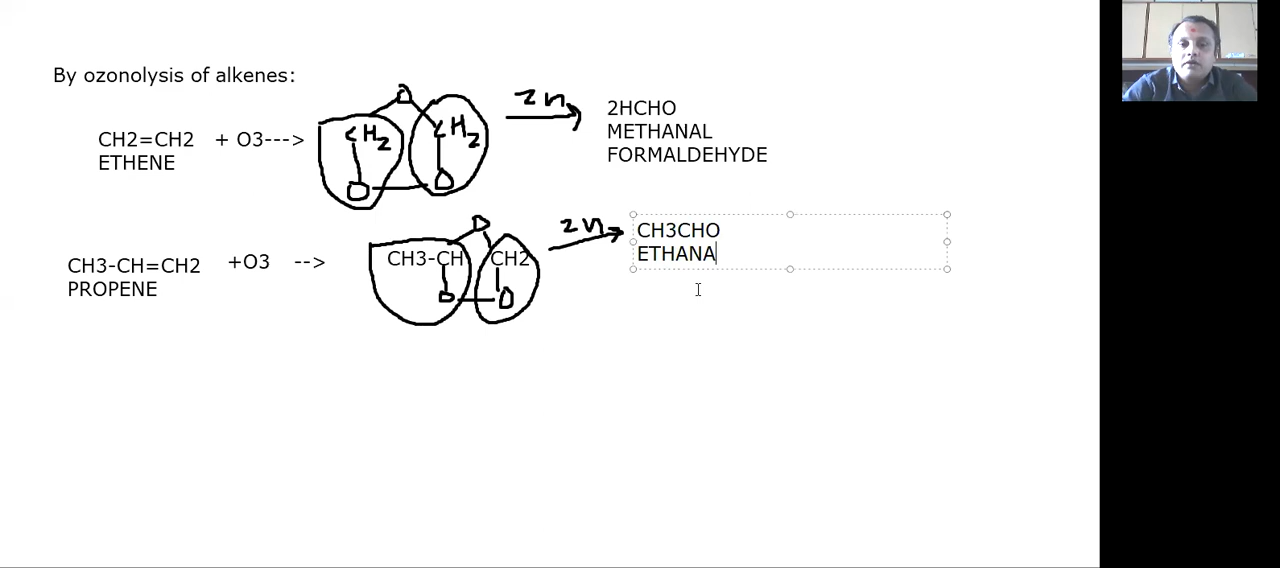 By ozonolysis of alkenes:
O
Zn
CH2=CH2 + O3--->
ETHENE
CH2 CH2
O O
2HCHO
METHANAL
FORMALDEHYDE
O
Zn
CH3-CH=CH2 +O3 -->
PROPENE
CH3-CH CH2
O O
CH3CHO
ETHANA